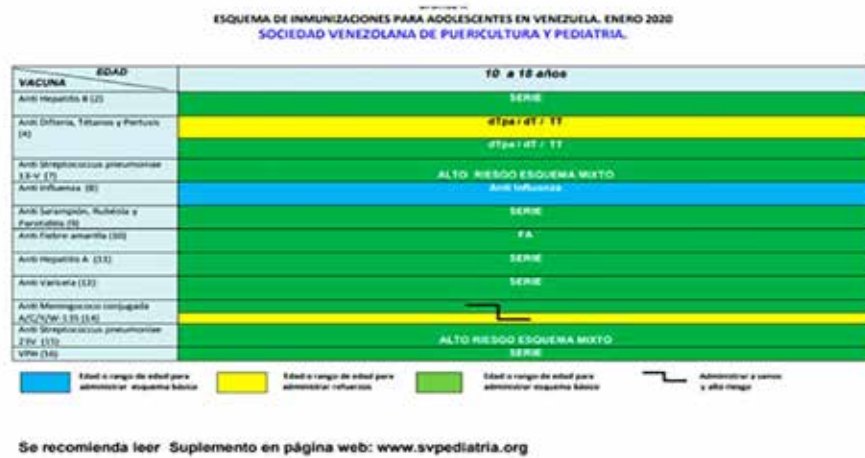 ESQUEMA DE INMUNIZACIONES PARA ADOLESCENTES EN VENEZUELA. ENERO 2020
SOCIEDAD VENEZOLANA DE PUERICULTURA Y PEDIATRIA.
EDAD
VACUNA
10 a 18 años
Anti Hepatitis B (2)
SERIE
Anti Difteria, Tétanos y Pertusis
(4)
dTpa / dT / TT
dTpa / dT / TT
Anti Streptococcus pneumoniae
13-V (7)
ALTO RIESGO ESQUEMA MIXTO
Anti Influenza (8)
Anti Influenza
Anti Sarampión, Rubéola y
Parotiditis (9)
SERIE
Anti Fiebre amarilla (10)
FA
Anti Hepatitis A (11)
SERIE
Anti Varicela (12)
SERIE
Anti Meningococo conjugada
A/C/Y/W-135 (14)
Anti Streptococcus pneumoniae
23V (15)
ALTO RIESGO ESQUEMA MIXTO
VPH (16)
SERIE
Edad o rango de edad para
administrar esquema básico
Edad o rango de edad para
administrar refuerzos
Edad o rango de edad para
administrar esquema básico
Administrar a sanos
y alto riesgo
Se recomienda leer Suplemento en página web: www.svpediatria.org